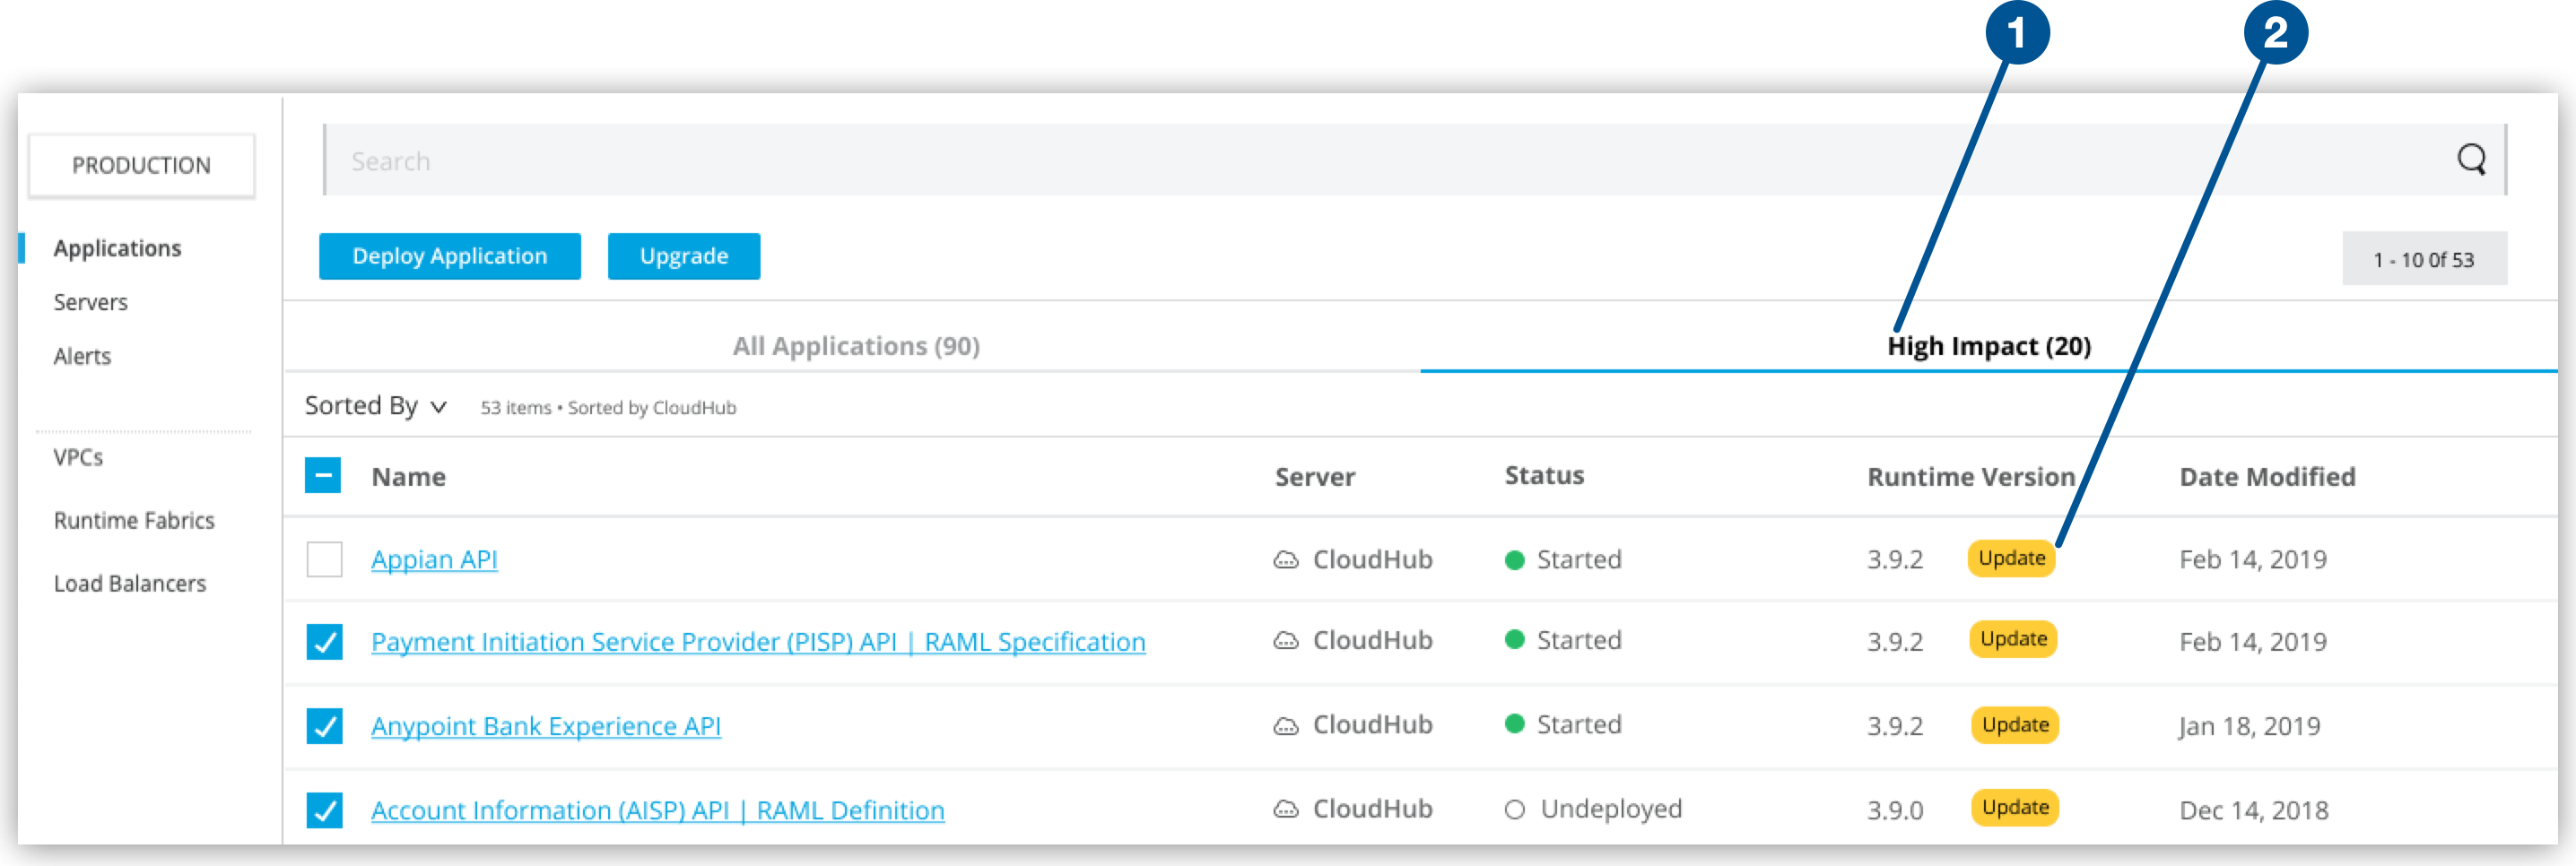 1 2
PRODUCTION
Search
Applications
Servers
Alerts
VPCs
Runtime Fabrics
Load Balancers
Deploy Application Upgrade 1 - 10 0f 53
All Applications (90) High Impact (20)
Sorted By 53 items • Sorted by CloudHub
Name Server Status Runtime Version Date Modified
Appian API CloudHub Started 3.9.2 Update Feb 14, 2019
Payment Initiation Service Provider (PISP) API | RAML Specification CloudHub Started 3.9.2 Update Feb 14, 2019
Anypoint Bank Experience API CloudHub Started 3.9.2 Update Jan 18, 2019
Account Information (AISP) API | RAML Definition CloudHub Undeployed 3.9.0 Update Dec 14, 2018